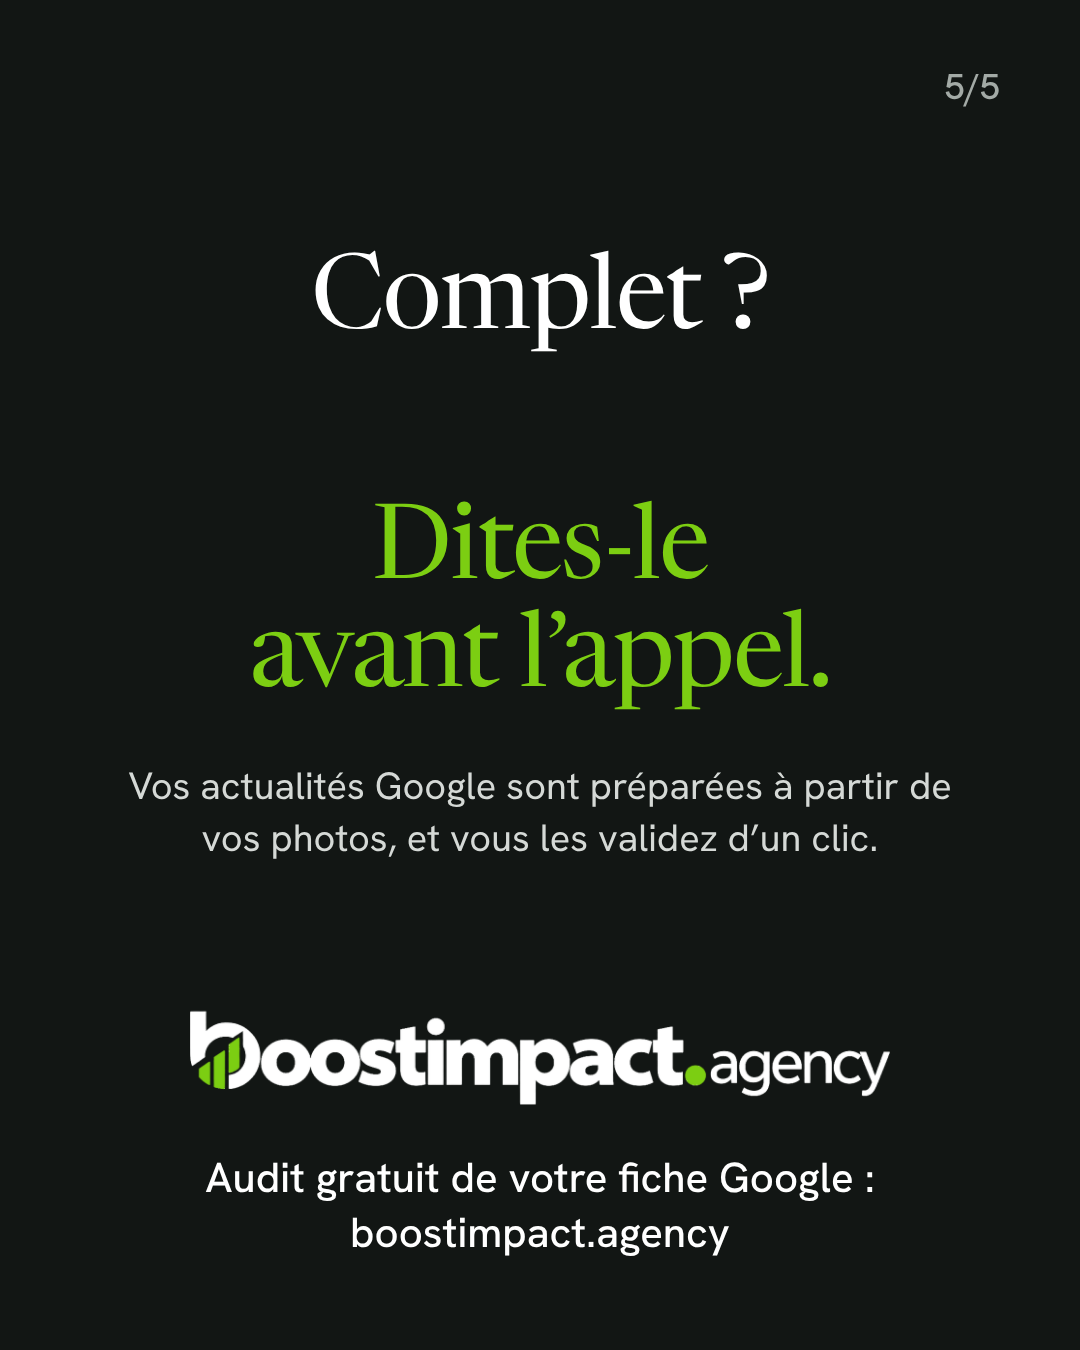 5/5
Complet ?
Dites-le
avant l’appel.
Vos actualités Google sont préparées à partir de
vos photos, et vous les validez d’un clic.
boostimpact.agency
Audit gratuit de votre fiche Google :
boostimpact.agency